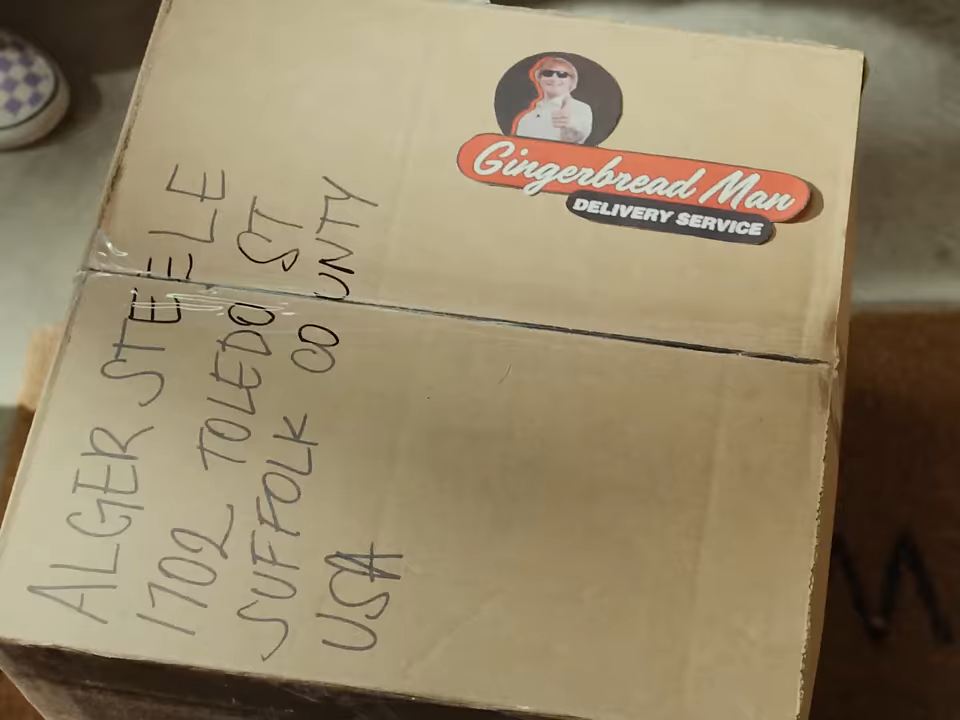 Gingerbread Man
DELIVERY SERVICE
ALGER STEELE
1702 TOLEDO ST
SUFFOLK COUNTY
USA